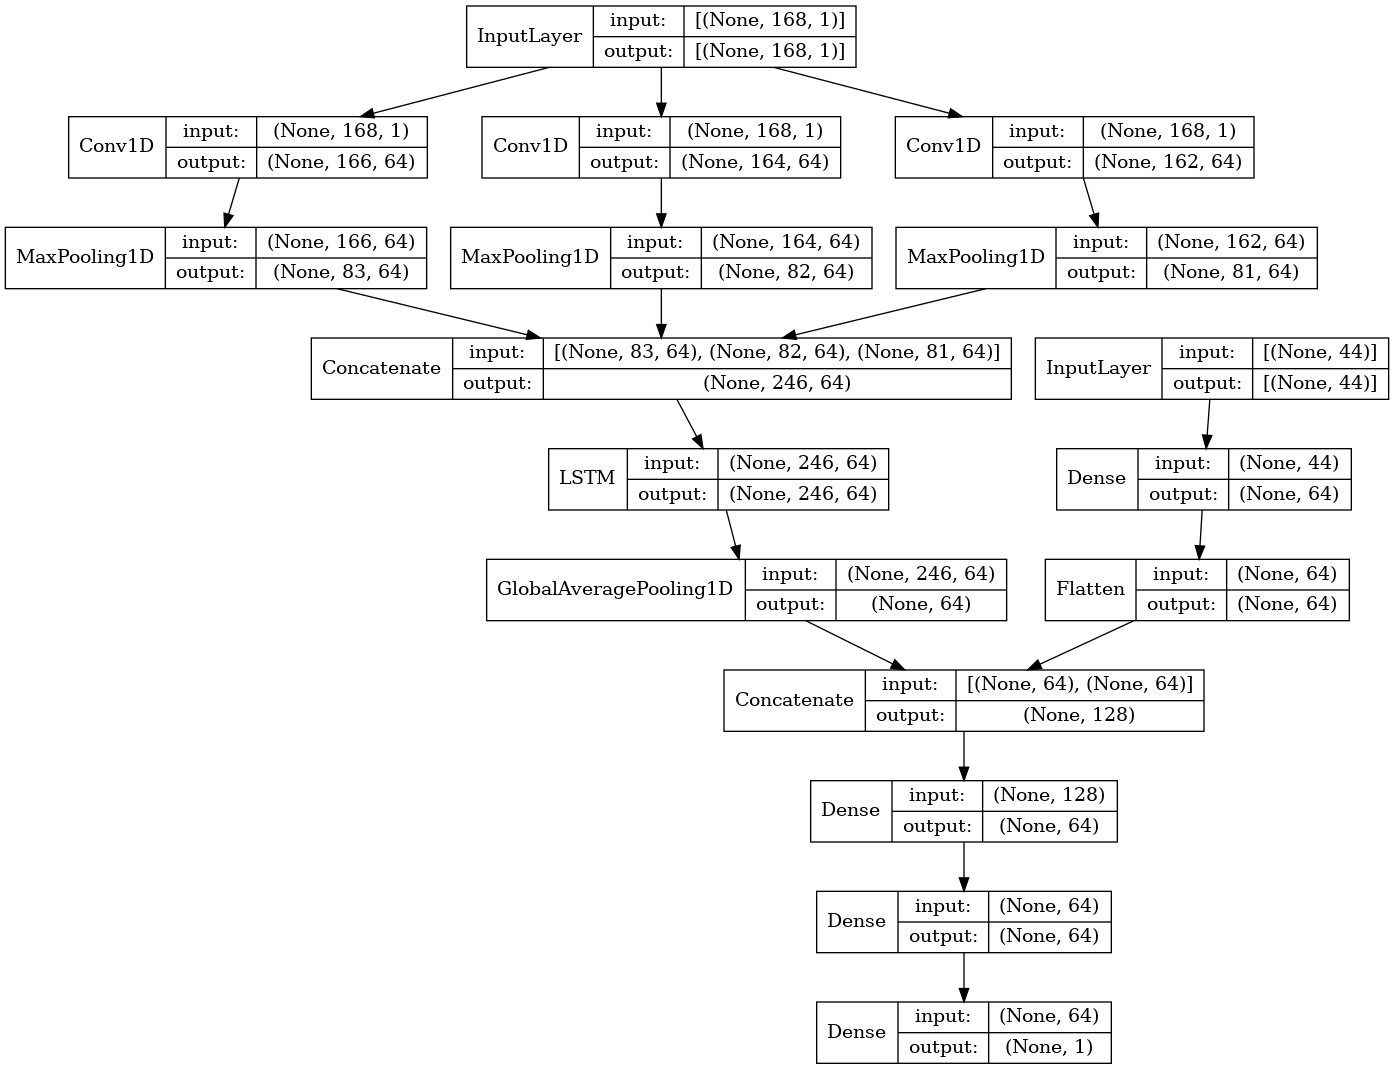 InputLayer
input:
[(None, 168, 1)]
output:
[(None, 168, 1)]
Conv1D
input:
(None, 168, 1)
output:
(None, 166, 64)
Conv1D
input:
(None, 168, 1)
output:
(None, 164, 64)
Conv1D
input:
(None, 168, 1)
output:
(None, 162, 64)
MaxPooling1D
input:
(None, 166, 64)
output:
(None, 83, 64)
MaxPooling1D
input:
(None, 164, 64)
output:
(None, 82, 64)
MaxPooling1D
input:
(None, 162, 64)
output:
(None, 81, 64)
Concatenate
input:
[(None, 83, 64), (None, 82, 64), (None, 81, 64)]
output:
(None, 246, 64)
InputLayer
input:
[(None, 44)]
output:
[(None, 44)]
LSTM
input:
(None, 246, 64)
output:
(None, 246, 64)
Dense
input:
(None, 44)
output:
(None, 64)
GlobalAveragePooling1D
input:
(None, 246, 64)
output:
(None, 64)
Flatten
input:
(None, 64)
output:
(None, 64)
Concatenate
input:
[(None, 64), (None, 64)]
output:
(None, 128)
Dense
input:
(None, 128)
output:
(None, 64)
Dense
input:
(None, 64)
output:
(None, 64)
Dense
input:
(None, 64)
output:
(None, 1)